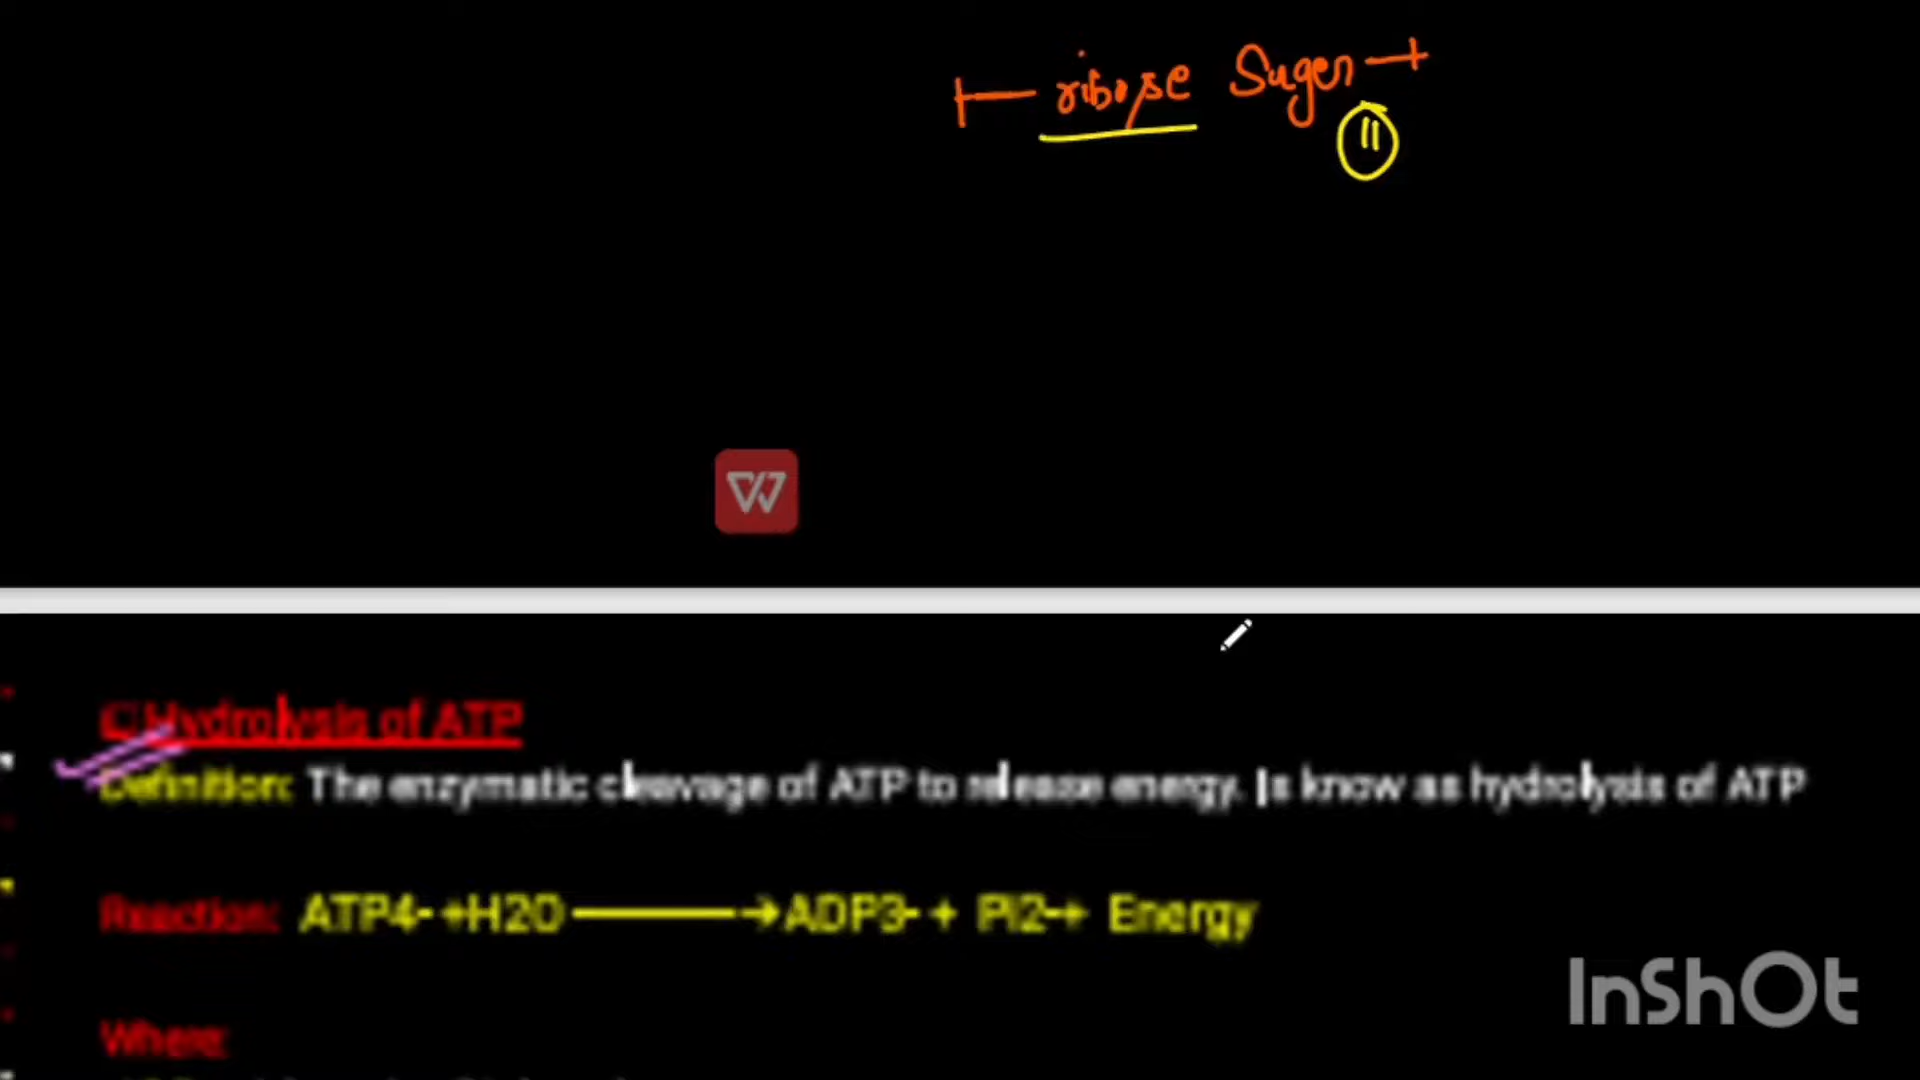 ribose Suger
C) Hydrolysis of ATP
Definition: The enzymatic cleavage of ATP to release energy. Is know as hydrolysis of ATP
Reaction: ATP4- +H2O → ADP3- + Pi2-+ Energy
Where:
InShOt